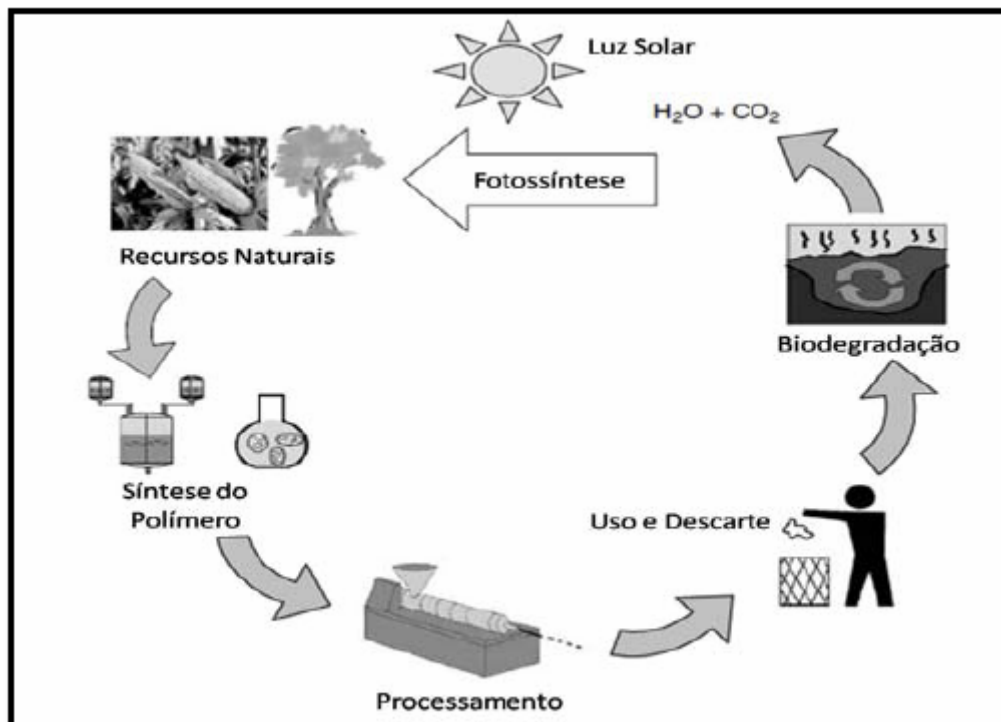 Luz Solar
H₂O + CO₂
Fotossíntese
Recursos Naturais
Biodegradação
Síntese do
Polímero
Uso e Descarte
Processamento